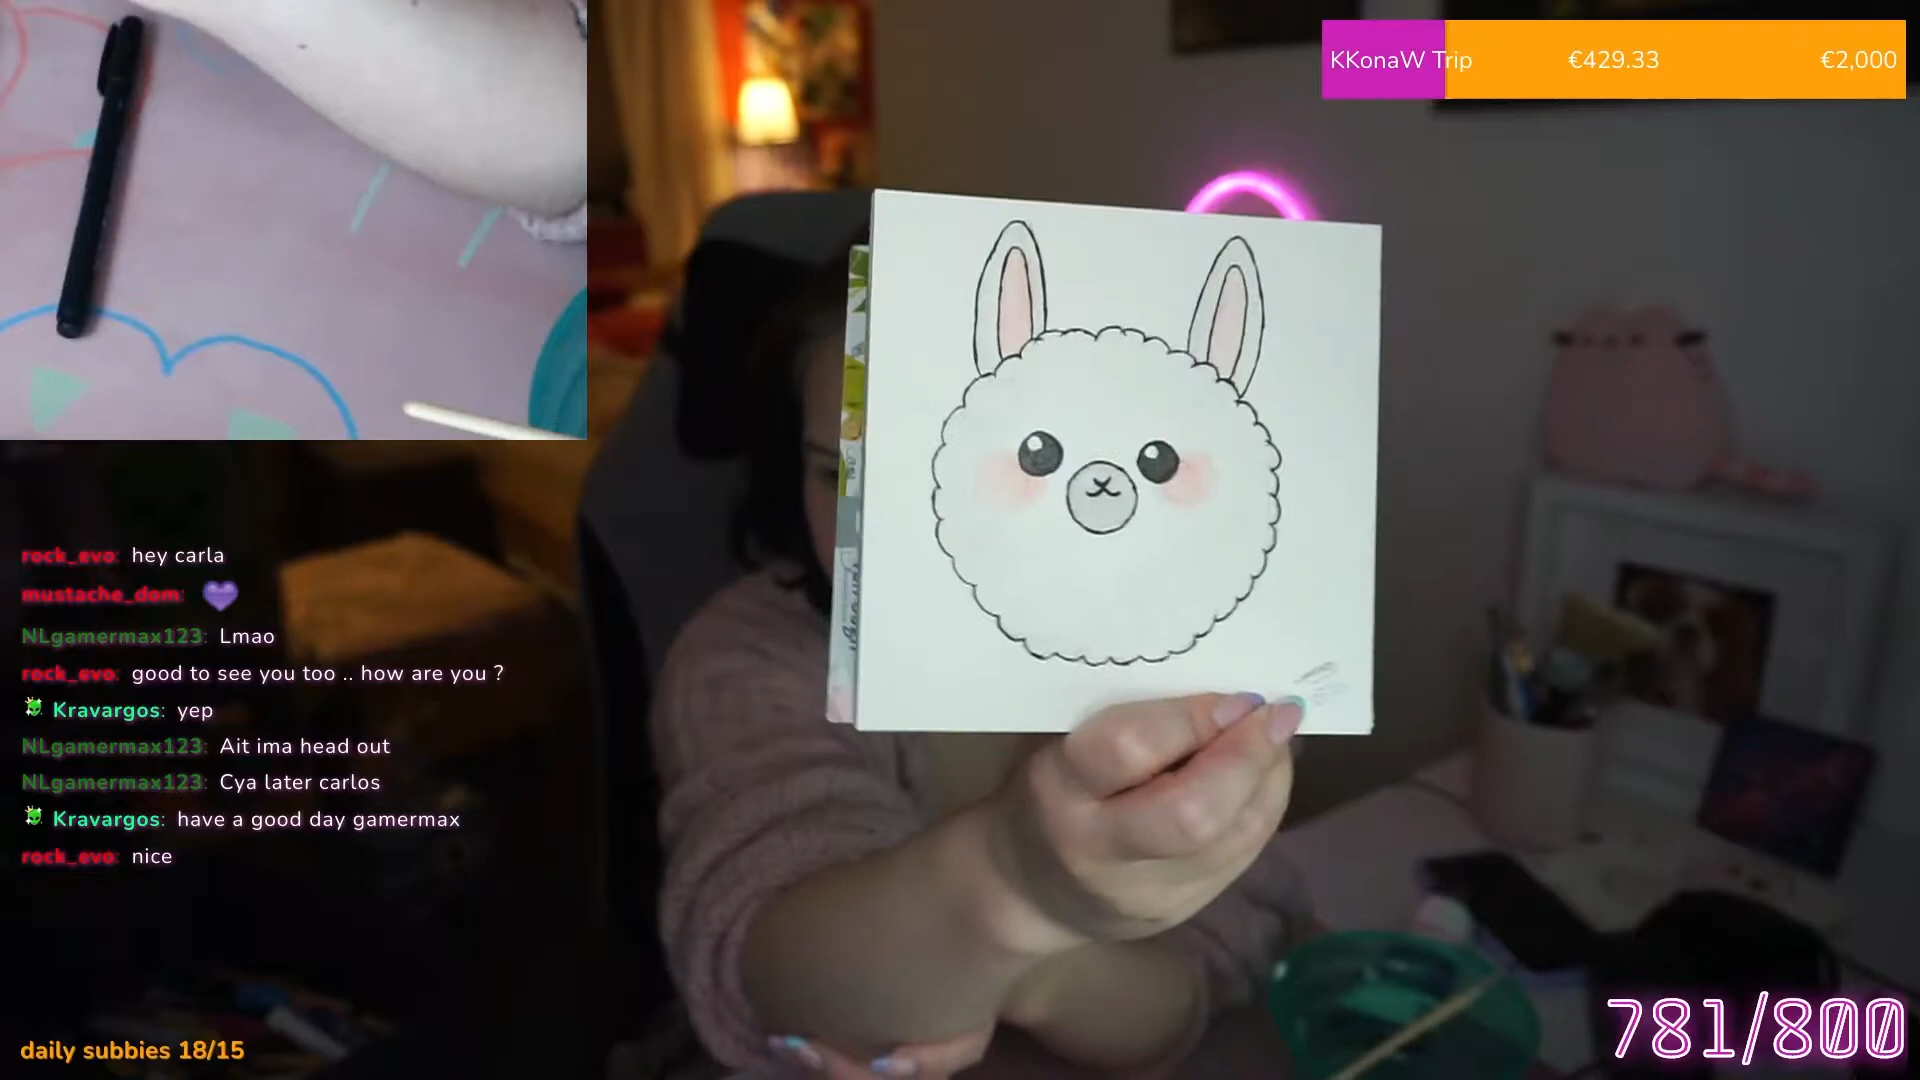 KKonaW Trip €429.33 €2,000
rock_evo: hey carla
mustache_dom:
NLgamermax123: Lmao
rock_evo: good to see you too .. how are you ?
Kravargos: yep
NLgamermax123: Ait ima head out
NLgamermax123: Cya later carlos
Kravargos: have a good day gamermax
rock_evo: nice
daily subbies 18/15
781/800